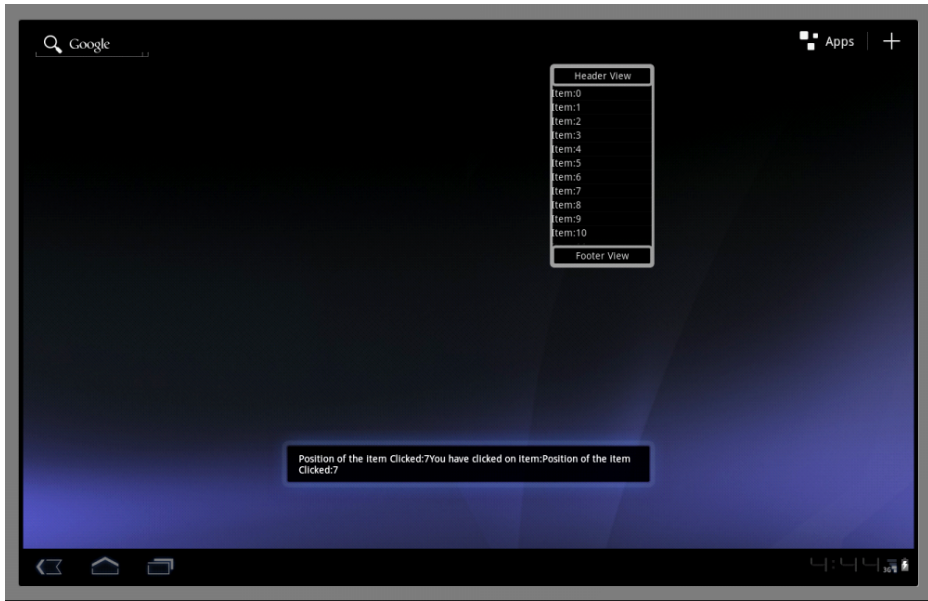 Google
Apps
Header View
Item:0
Item:1
Item:2
Item:3
Item:4
Item:5
Item:6
Item:7
Item:8
Item:9
Item:10
Footer View
Position of the item Clicked:7You have clicked on item:Position of the item
Clicked:7
4:44
3G